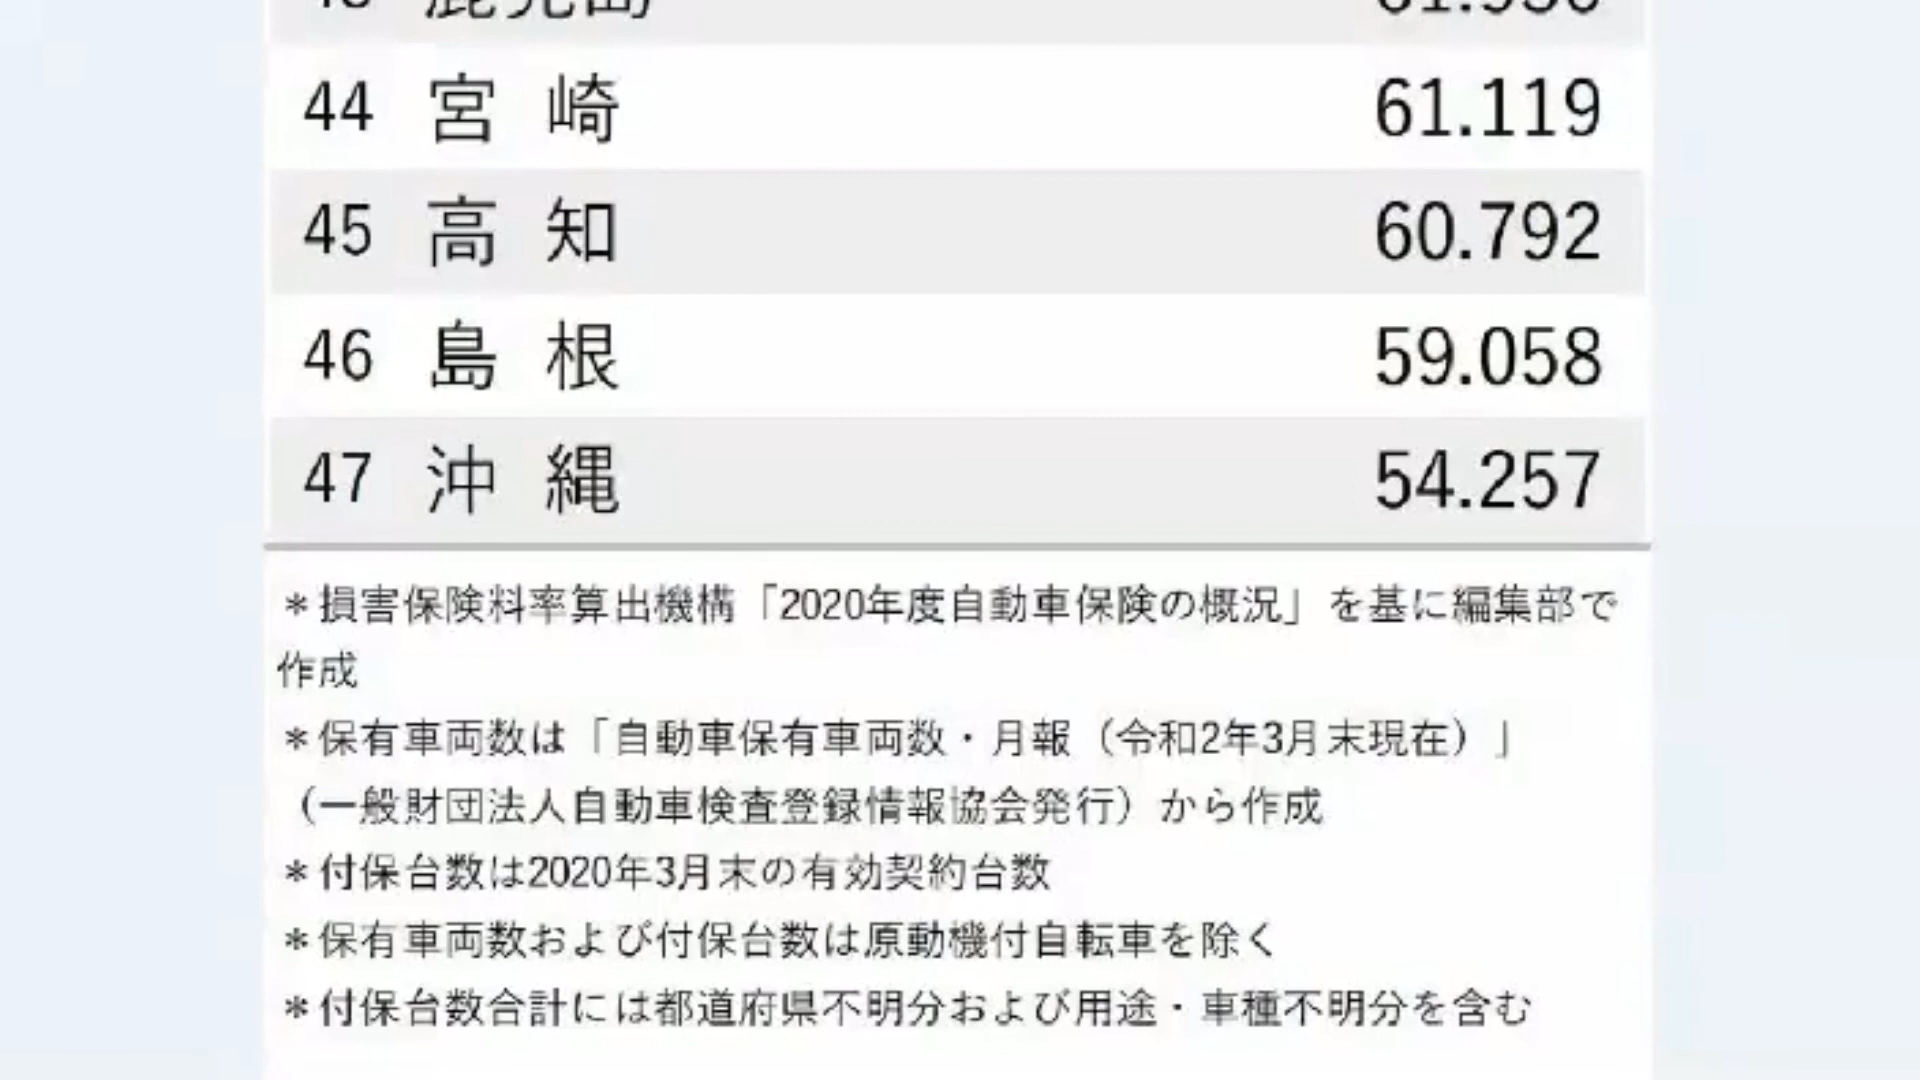 43 鹿児島 61.936
44 宮 崎 61.119
45 高 知 60.792
46 島 根 59.058
47 沖 縄 54.257
＊損害保険料率算出機構「2020年度自動車保険の概況」を基に編集部で
作成
＊保有車両数は「自動車保有車両数・月報（令和2年3月末現在）」
（一般財団法人自動車検査登録情報協会発行）から作成
＊付保台数は2020年3月末の有効契約台数
＊保有車両数および付保台数は原動機付自転車を除く
＊付保台数合計には都道府県不明分および用途・車種不明分を含む